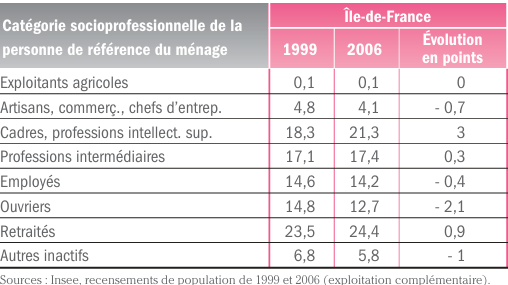 Catégorie socioprofessionnelle de la personne de référence du ménage
Île-de-France
1999 2006 Évolution en points
Exploitants agricoles 0,1 0,1 0
Artisans, commerç., chefs d'entrep. 4,8 4,1 - 0,7
Cadres, professions intellect. sup. 18,3 21,3 3
Professions intermédiaires 17,1 17,4 0,3
Employés 14,6 14,2 - 0,4
Ouvriers 14,8 12,7 - 2,1
Retraités 23,5 24,4 0,9
Autres inactifs 6,8 5,8 - 1
Sources : Insee, recensements de population de 1999 et 2006 (exploitation complémentaire).